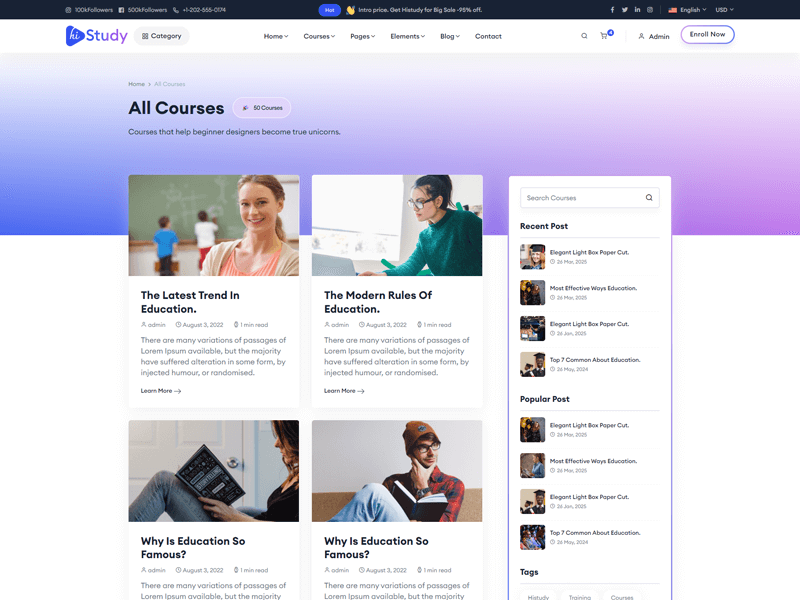 100kFollowers 500kFollowers +1-202-555-0174 Hot Intro price. Get Histudy for Big Sale -95% off. English USD
hi Study Category Home Courses Pages Elements Blog Contact 4 Admin Enroll Now
Home > All Courses
All Courses 50 Courses
Courses that help beginner designers become true unicorns.
The Latest Trend In
Education.
admin August 3, 2022 1 min read
There are many variations of passages of
Lorem Ipsum available, but the majority
have suffered alteration in some form, by
injected humour, or randomised.
Learn More →
The Modern Rules Of
Education.
admin August 3, 2022 1 min read
There are many variations of passages of
Lorem Ipsum available, but the majority
have suffered alteration in some form, by
injected humour, or randomised.
Learn More →
Why Is Education So
Famous?
admin August 3, 2022 1 min read
There are many variations of passages of
Lorem Ipsum available, but the majority
Why Is Education So
Famous?
admin August 3, 2022 1 min read
There are many variations of passages of
Lorem Ipsum available, but the majority
Search Courses
Recent Post
Elegant Light Box Paper Cut.
26 Mar, 2025
Most Effective Ways Education.
26 Mar, 2025
Elegant Light Box Paper Cut.
26 Jan, 2025
Top 7 Common About Education.
26 May, 2024
Popular Post
Elegant Light Box Paper Cut.
26 Mar, 2025
Most Effective Ways Education.
26 Mar, 2025
Elegant Light Box Paper Cut.
26 Jan, 2025
Top 7 Common About Education.
26 May, 2024
Tags
Histudy Training Courses